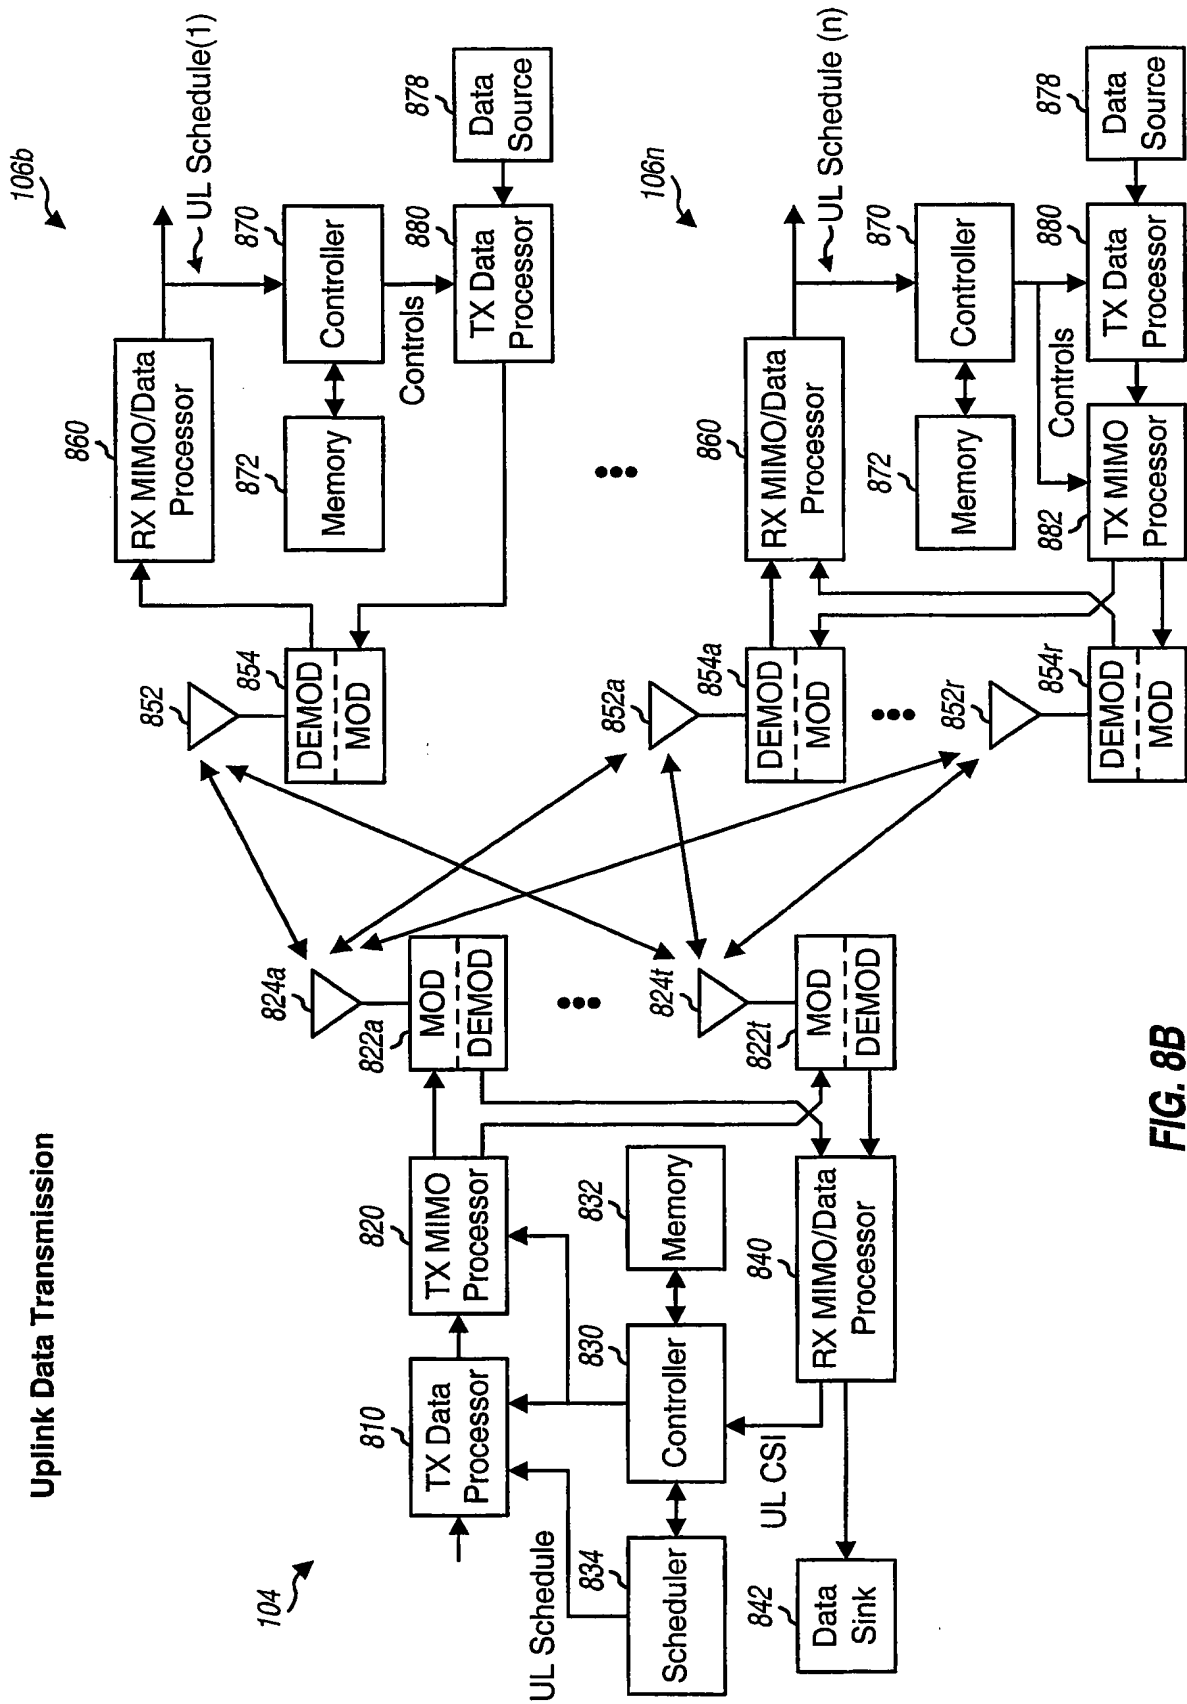 Uplink Data Transmission
104
UL Schedule
810
TX Data
Processor
820
TX MIMO
Processor
822a
MOD
DEMOD
824a
834
Scheduler
830
Controller
832
Memory
824t
822t
MOD
DEMOD
UL CSI
842
Data
Sink
840
RX MIMO/Data
Processor
106b
852
854
DEMOD
MOD
860
RX MIMO/Data
Processor
UL Schedule(1)
872
Memory
870
Controller
Controls
880
TX Data
Processor
878
Data
Source
106n
852a
854a
DEMOD
MOD
852r
854r
DEMOD
MOD
860
RX MIMO/Data
Processor
UL Schedule (n)
872
Memory
870
Controller
Controls
882
TX MIMO
Processor
880
TX Data
Processor
878
Data
Source
FIG. 8B